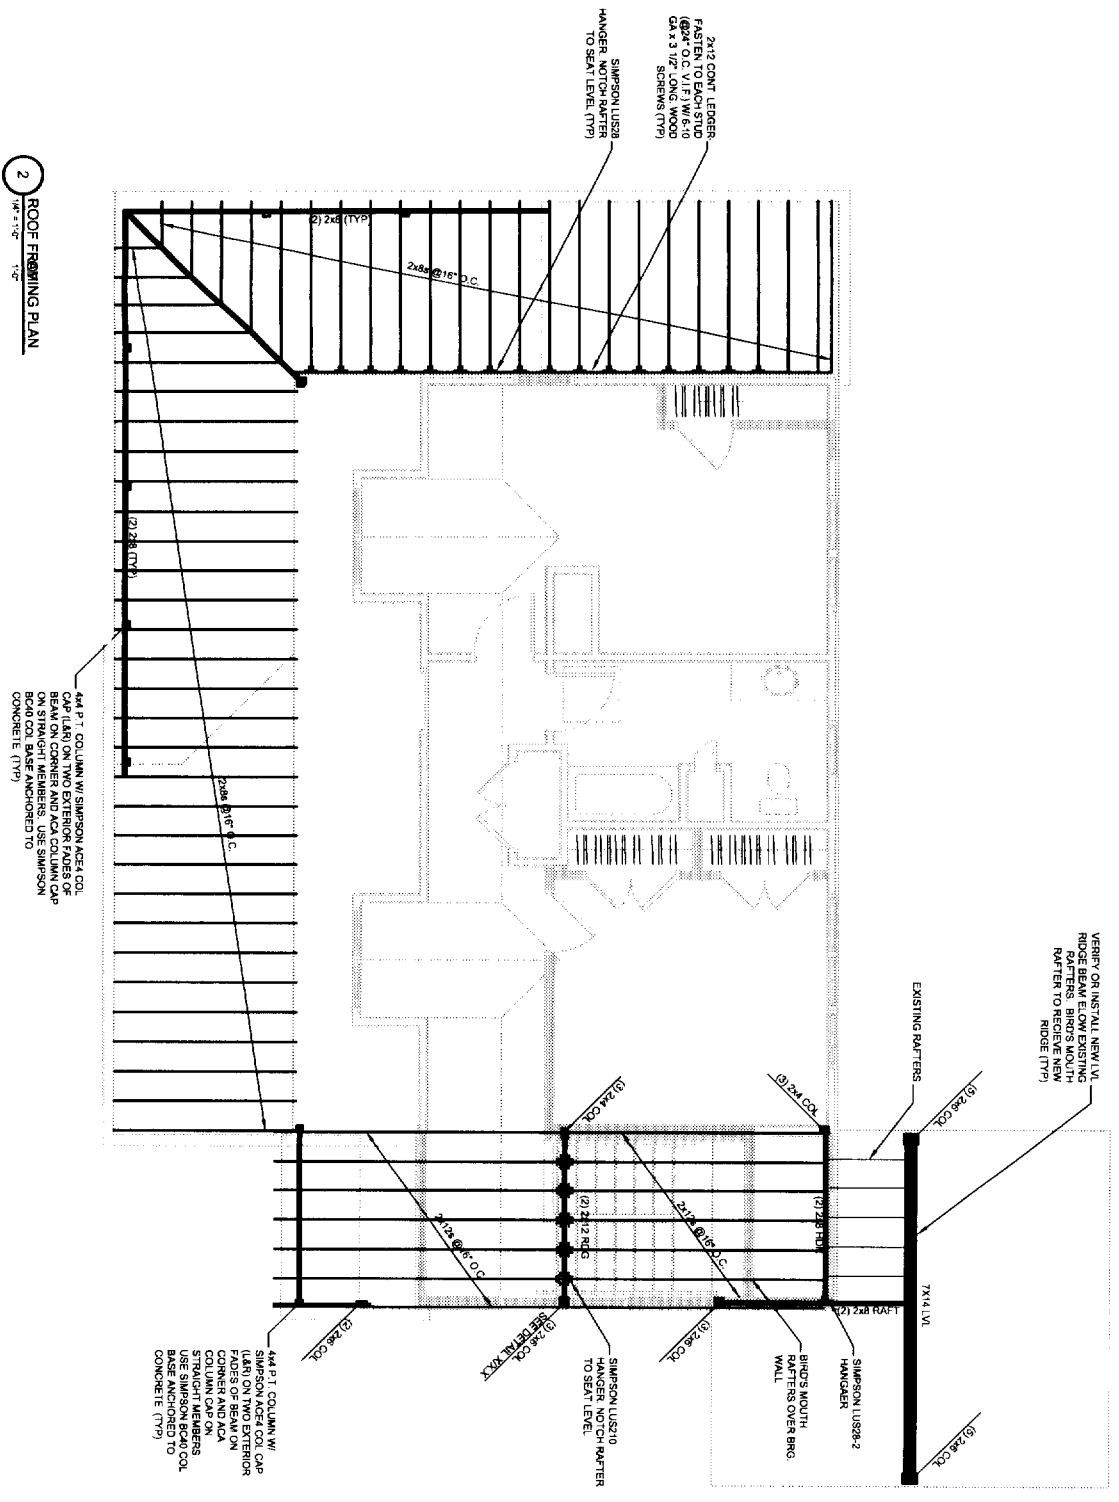 2x12 CONT. LEDGER-
FASTEN TO EACH STUD
(@24" O.C. V.I.F.) W/ 6-10
GA x 3 1/2" LONG. WOOD
SCREWS (TYP)
SIMPSON LUS28
HANGER. NOTCH RAFTER
TO SEAT LEVEL (TYP)
2
ROOF FRAMING PLAN
1/4" = 1'-0"
1'-0"
(2) 2x8 (TYP)
2x8s @16" O.C.
(2) 2x8 (TYP)
2x8s @16" O.C.
4x4 P.T. COLUMN W/ SIMPSON ACE4 COL
CAP (L&R) ON TWO EXTERIOR FADES OF
BEAM ON CORNER AND ACA COLUMN CAP
ON STRAIGHT MEMBERS. USE SIMPSON
BC40 COL BASE ANCHORED TO
CONCRETE (TYP)
VERIFY OR INSTALL NEW LVL
RIDGE BEAM ELOW EXISTING
RAFTERS. BIRD'S MOUTH
RAFTER TO RECIEVE NEW
RIDGE (TYP)
EXISTING RAFTERS
(5) 2x6 COL
(3) 2x4 COL
(3) 2x4 COL
2x12s @16" O.C.
(2) 2x12 RDG
2x12s @16" O.C.
(2) 2x8 HDR
7X14 LVL
(2) 2x8 RAFT
(5) 2x6 COL
SIMPSON LUS28-2
HANGAER
BIRD'S MOUTH
RAFTERS OVER BRG.
WALL
(3) 2x6 COL
SIMPSON LUS210
HANGER. NOTCH RAFTER
TO SEAT LEVEL
(3) 2x6 COL
SEE DETAIL X/X.X
(2) 2x6 COL
4x4 P.T. COLUMN W/
SIMPSON ACE4 COL CAP
(L&R) ON TWO EXTERIOR
FADES OF BEAM ON
CORNER AND ACA
COLUMN CAP ON
STRAIGHT MEMBERS.
USE SIMPSON BC40 COL
BASE ANCHORED TO
CONCRETE (TYP)